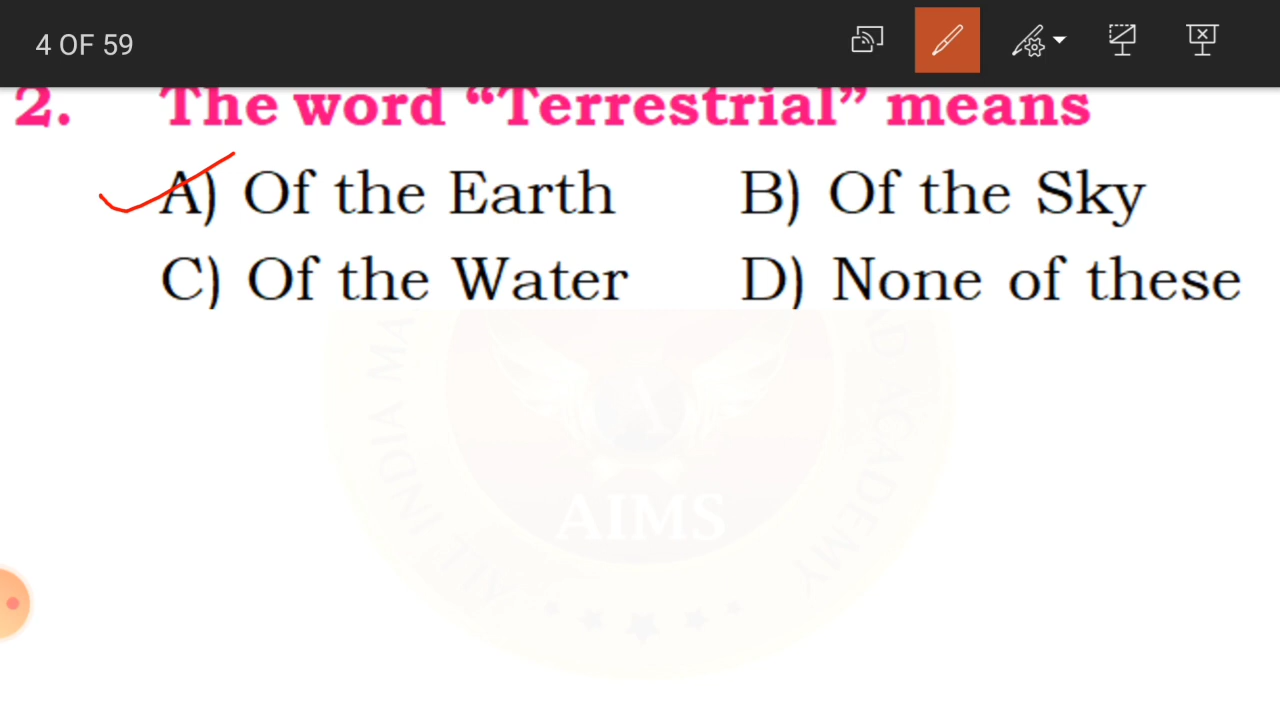 4 OF 59
2. The word “Terrestrial” means
A) Of the Earth B) Of the Sky
C) Of the Water D) None of these
AIMS